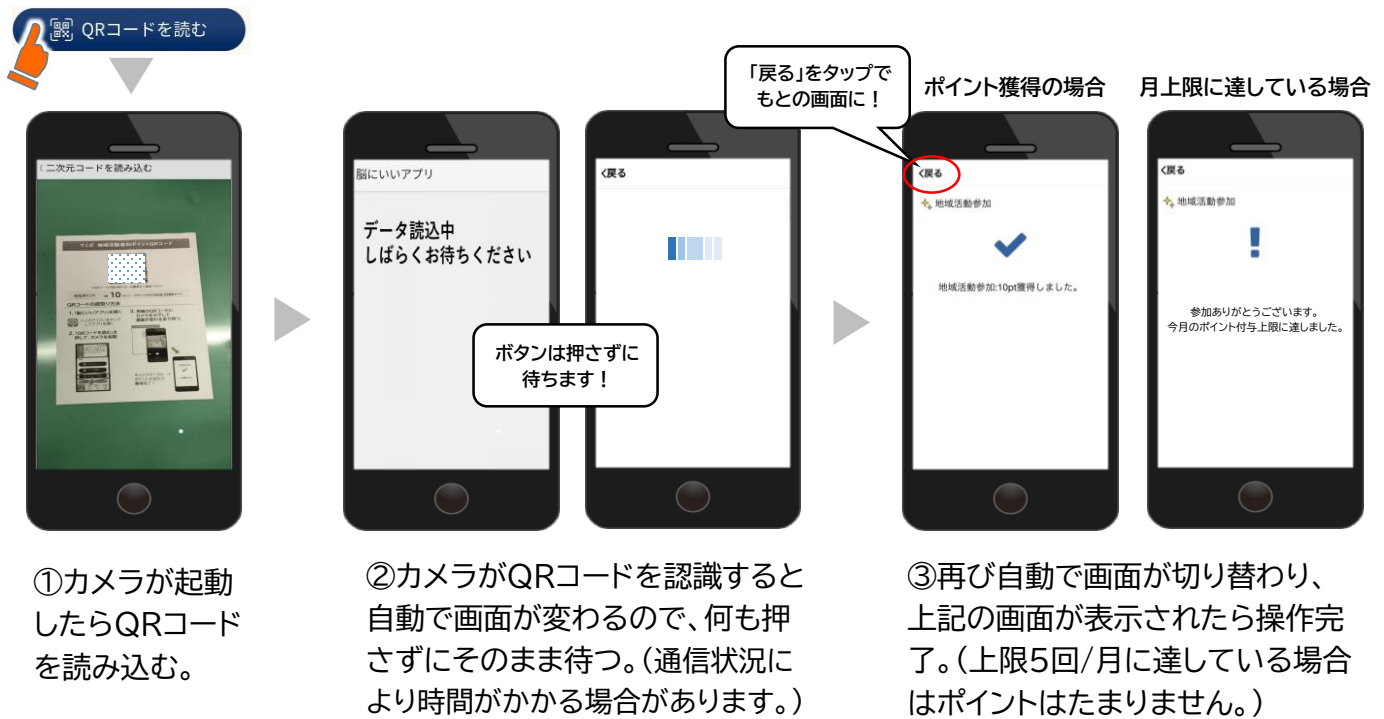 QRコードを読む
「戻る」をタップで
もとの画面に!
ポイント獲得の場合
月上限に達している場合
〈二次元コードを読み込む
QRコードの読取り方法
脳にいいアプリ
データ読込中
しばらくお待ちください
〈戻る
ボタンは押さずに
待ちます!
〈戻る
地域活動参加
地域活動参加:10pt獲得しました。
〈戻る
地域活動参加
参加ありがとうございます。
今月のポイント付与上限に達しました。
①カメラが起動
したらQRコード
を読み込む。
②カメラがQRコードを認識すると
自動で画面が変わるので、何も押
さずにそのまま待つ。(通信状況に
より時間がかかる場合があります。)
③再び自動で画面が切り替わり、
上記の画面が表示されたら操作完
了。(上限5回/月に達している場合
はポイントはたまりません。)